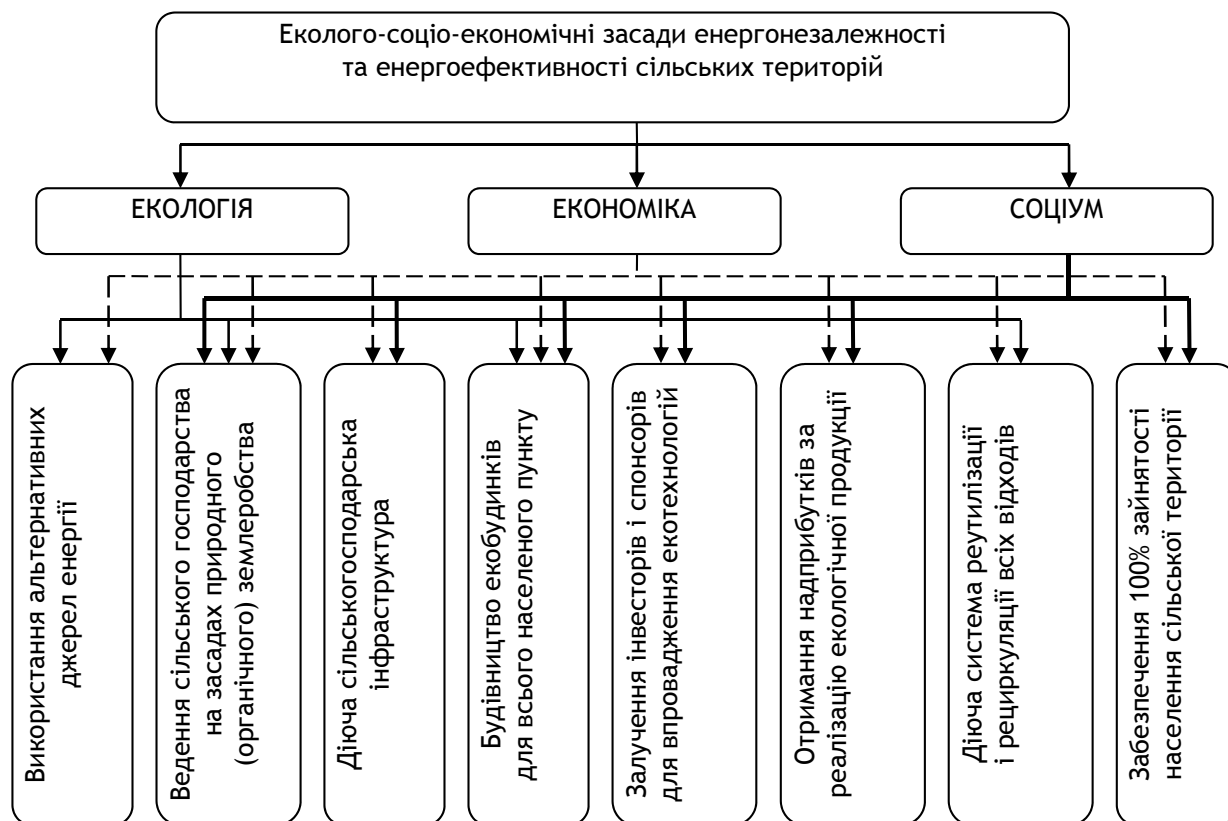 Еколого-соціо-економічні засади енергонезалежності
та енергоефективності сільських територій
ЕКОЛОГІЯ
ЕКОНОМІКА
СОЦІУМ
Використання альтернативних
джерел енергії
Ведення сільського господарства
на засадах природного
(органічного) землеробства
Діюча сількогосподарська
інфраструктура
Будівництво екобудинків
для всього населеного пункту
Залучення інвесторів і спонсорів
для впровадження екотехнологій
Отримання надприбутків за
реалізацію екологічної продукції
Діюча система реутилізації
і рециркуляції всіх відходів
Забезпечення 100% зайнятості
населення сільської території